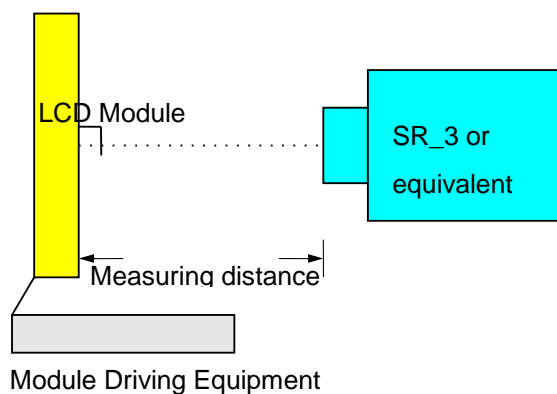 LCD Module
SR_3 or
equivalent
Measuring distance
Module Driving Equipment